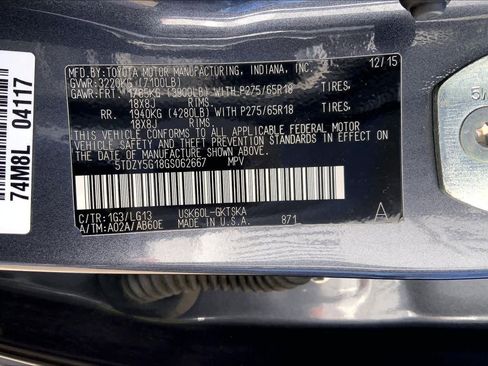 MFD. BY: TOYOTA MOTOR MANUFACTURING, INDIANA, INC. 12/15
GVWR: 3220KG (7100LB)
GAWR: FRT. 1765KG (3900LB) WITH P275/65R18 TIRES,
18X8J RIMS,
RR. 1940KG (4280LB) WITH P275/65R18 TIRES,
18X8J RIMS,
THIS VEHICLE CONFORMS TO ALL APPLICABLE FEDERAL MOTOR
VEHICLE SAFETY, BUMPER, AND THEFT PREVENTION STANDARDS
IN EFFECT ON THE DATE OF MANUFACTURE SHOWN ABOVE.
5TDZY5G18GS062667 MPV
C/TR: 1G3/LG13 USK60L-GKTSKA A
A/TM: A02A/AB60E MADE IN U.S.A. 871
74M8L 04117
5/